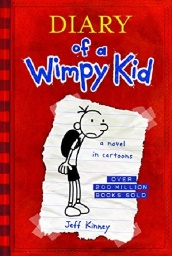 DIARY
of a
Wimpy Kid
a novel
in cartoons
OVER
200 MILLION
BOOKS SOLD
Jeff Kinney